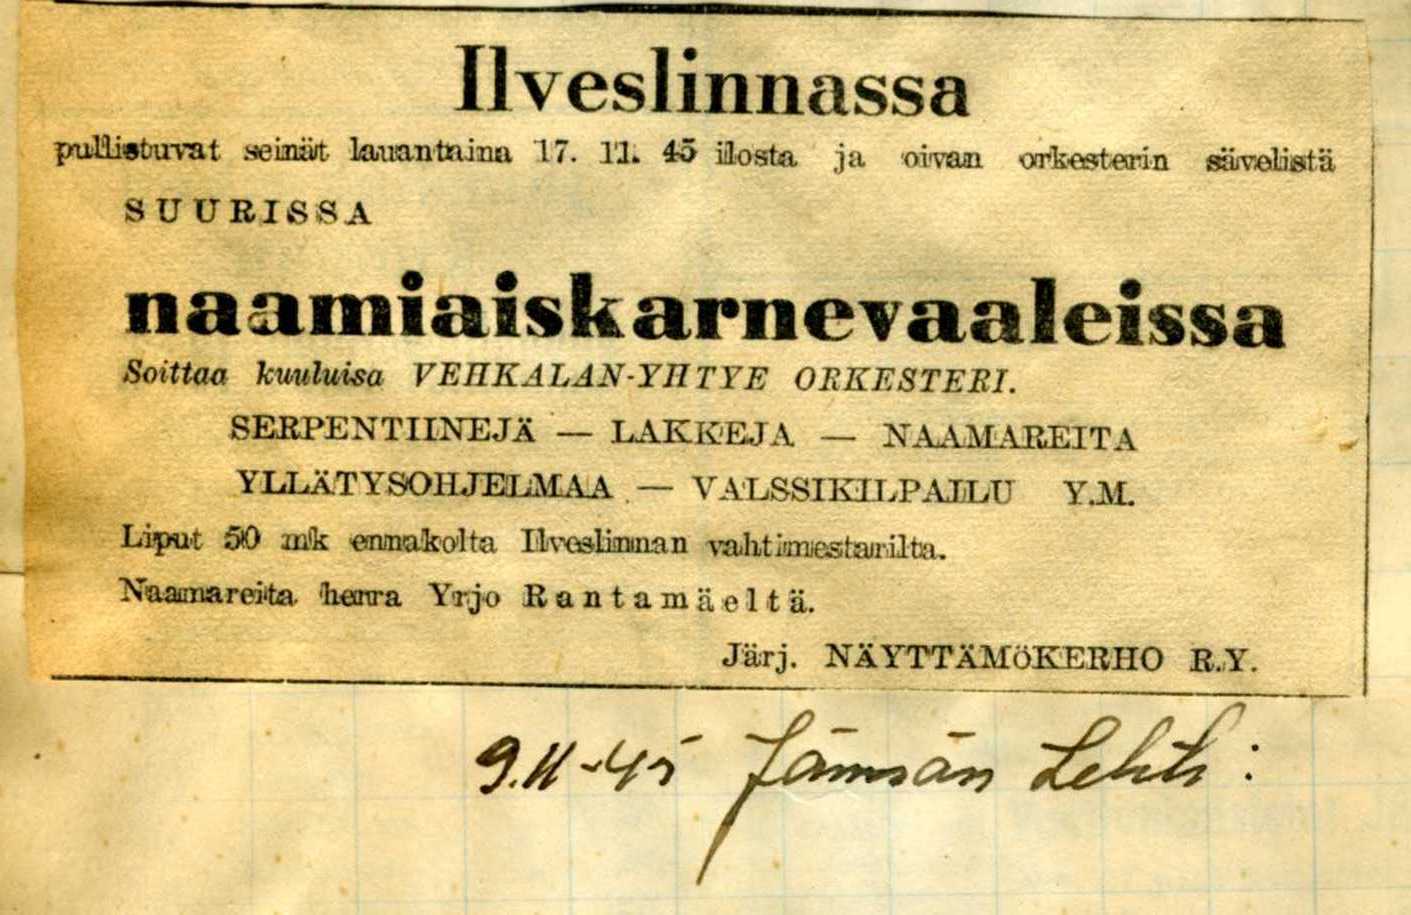 Ilveslinnassa
pullistuvat seinät lauantaina 17. 11. 45 ilosta ja oivan orkesterin sävelistä
SUURISSA
naamiaiskarnevaaleissa
Soittaa kuuluisa VEHKALAN-YHTYE ORKESTERI.
SERPENTIINEJÄ — LAKKEJA — NAAMAREITA
YLLÄTYSOHJELMAA — VALSSIKILPAILU Y.M.
Liput 50 mk ennakolta Ilveslinnan vahtimestarilta.
Naamareita herra Yrjo Rantamäeltä.
Järj. NÄYTTÄMÖKERHO R.Y.
9.11-45 Jämsän Lehti: